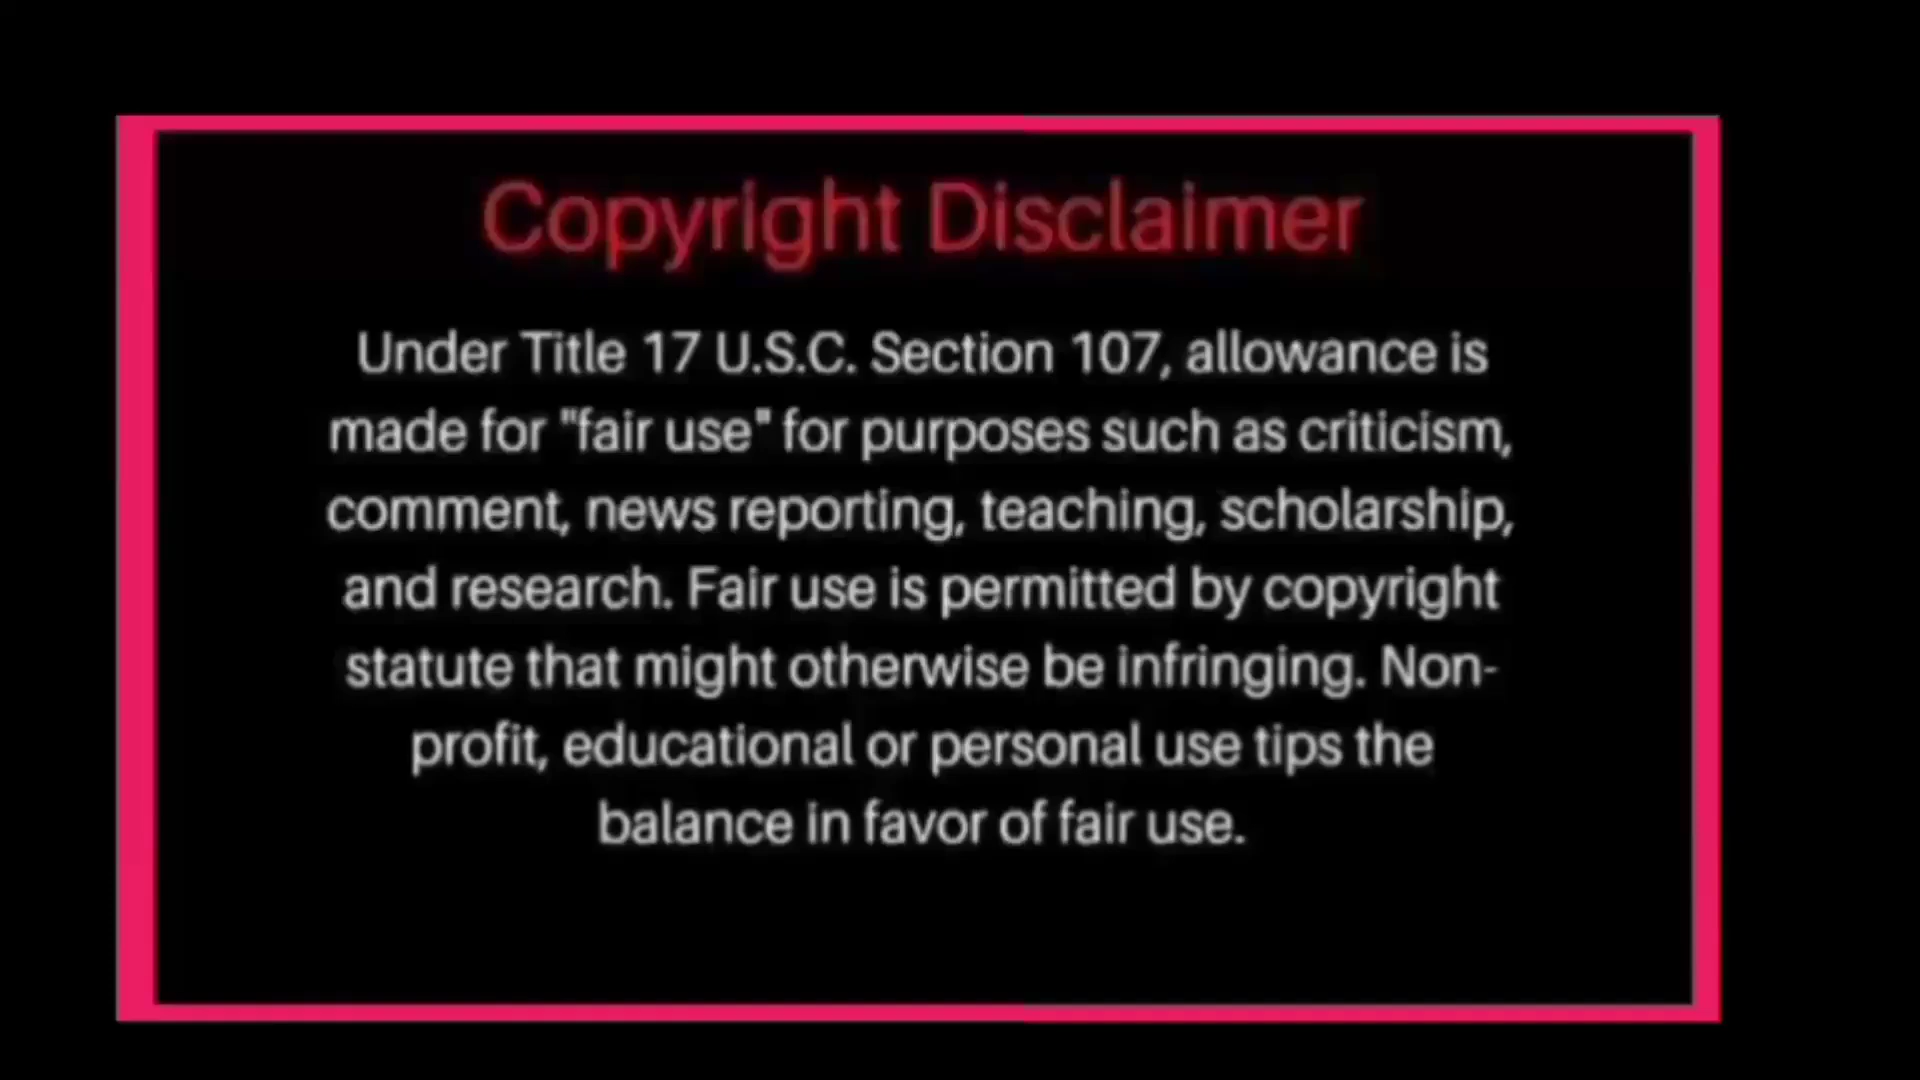 Copyright Disclaimer
Under Title 17 U.S.C. Section 107, allowance is
made for "fair use" for purposes such as criticism,
comment, news reporting, teaching, scholarship,
and research. Fair use is permitted by copyright
statute that might otherwise be infringing. Non-
profit, educational or personal use tips the
balance in favor of fair use.